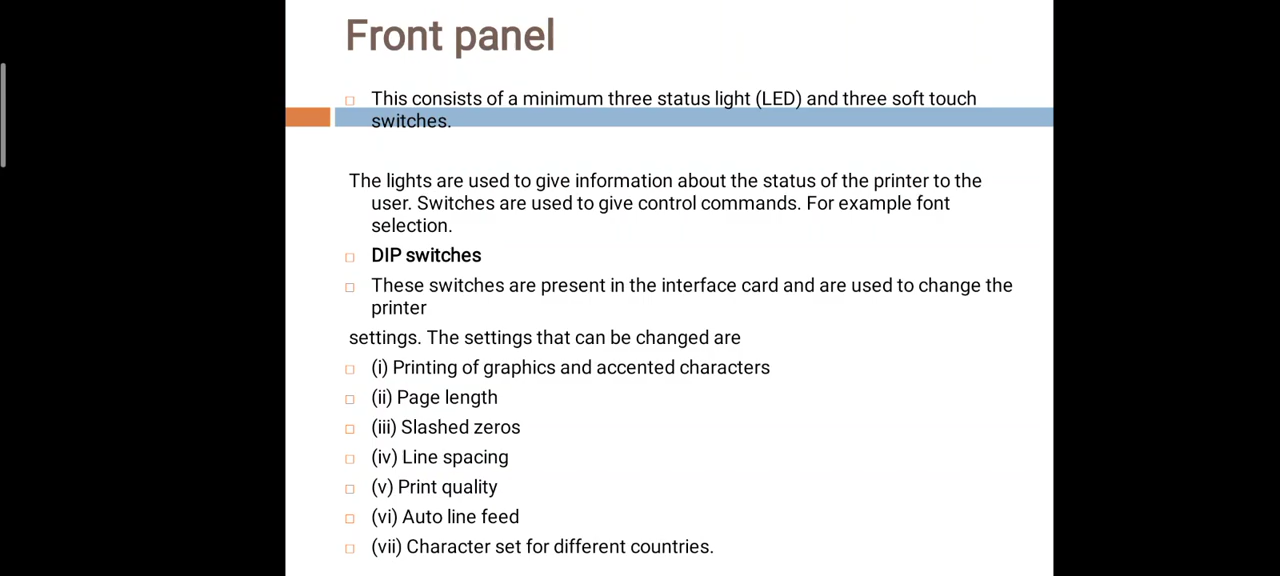 Front panel
This consists of a minimum three status light (LED) and three soft touch
switches.
The lights are used to give information about the status of the printer to the
user. Switches are used to give control commands. For example font
selection.
DIP switches
These switches are present in the interface card and are used to change the
printer
settings. The settings that can be changed are
(i) Printing of graphics and accented characters
(ii) Page length
(iii) Slashed zeros
(iv) Line spacing
(v) Print quality
(vi) Auto line feed
(vii) Character set for different countries.